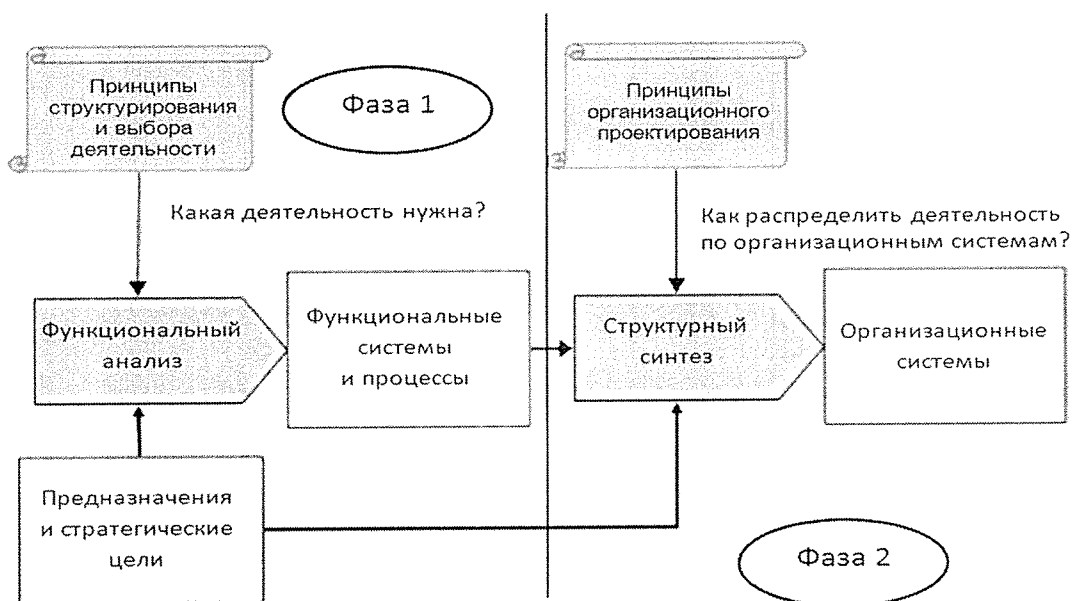 Принципы
структурирования
и выбора
деятельности
Фаза 1
Какая деятельность нужна?
Функциональный
анализ
Функциональные
системы
и процессы
Предназначения
и стратегические
цели
Принципы
организационного
проектирования
Как распределить деятельность
по организационным системам?
Структурный
синтез
Организационные
системы
Фаза 2